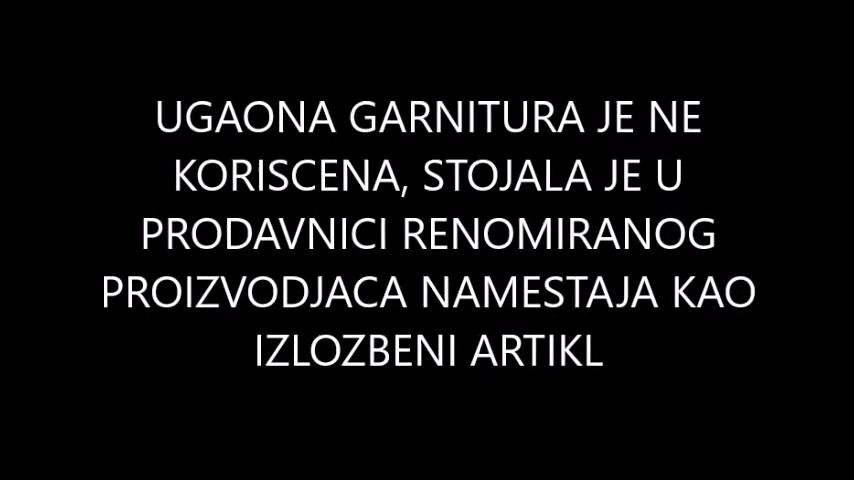 UGAONA GARNITURA JE NE
KORISCENA, STOJALA JE U
PRODAVNICI RENOMIRANOG
PROIZVODJACA NAMESTAJA KAO
IZLOZBENI ARTIKL